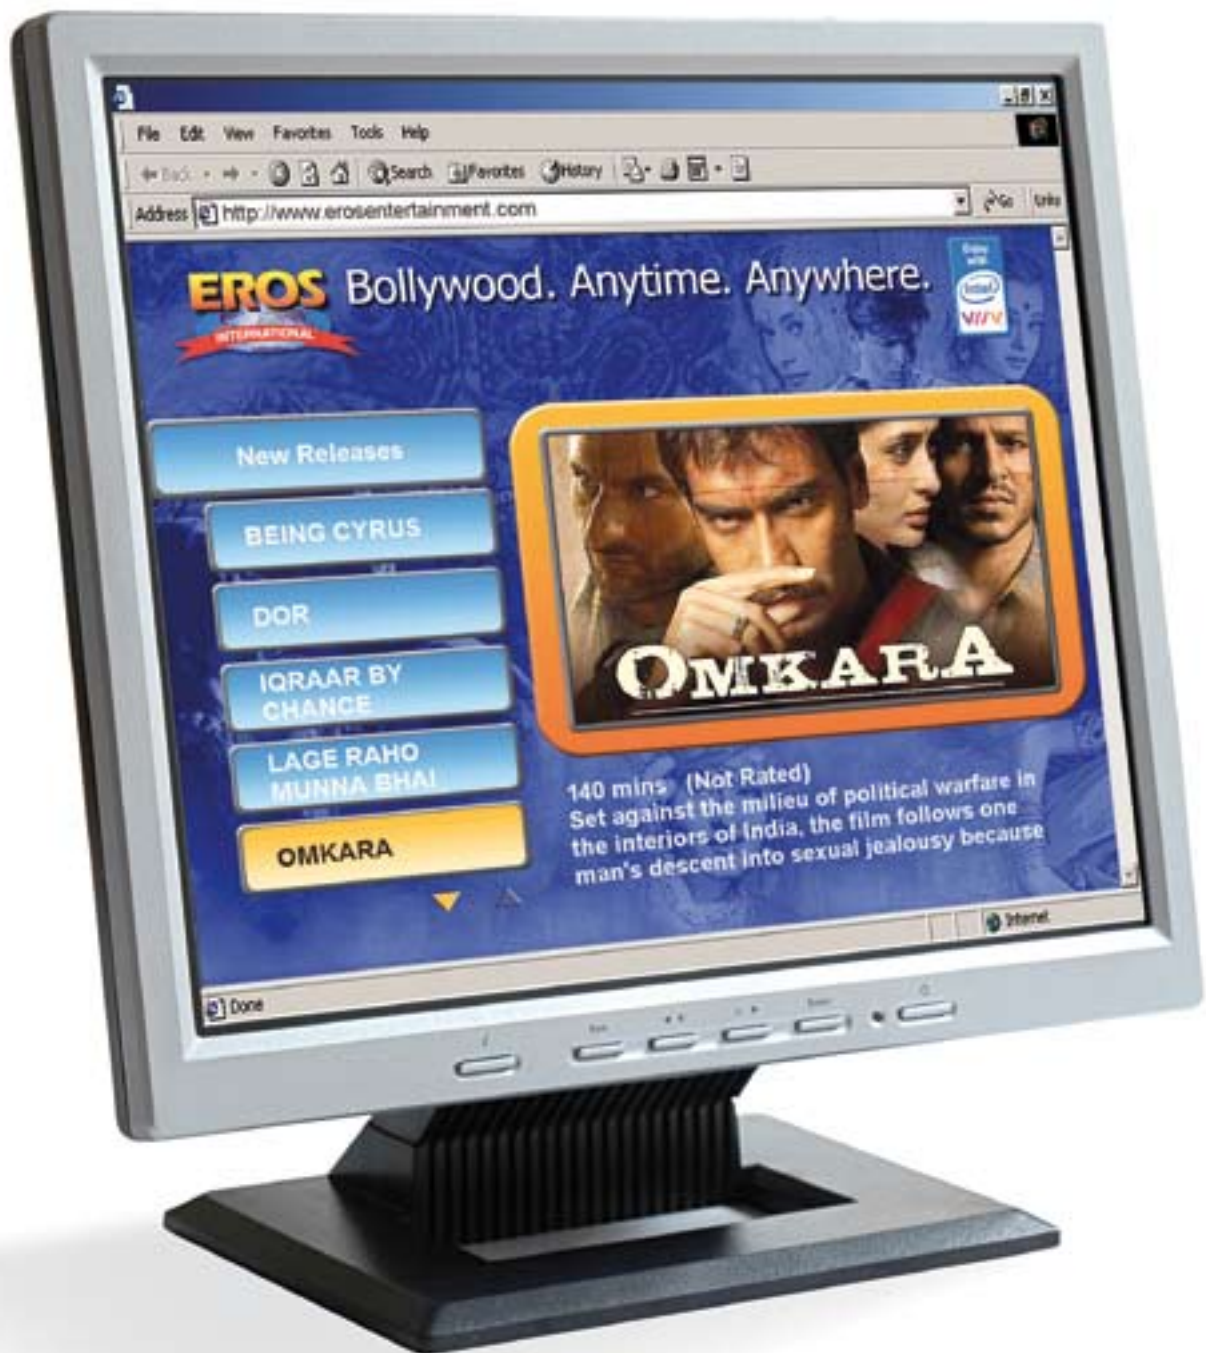 File Edit View Favorites Tools Help
Back Search Favorites History
Address http://www.erosentertainment.com Go Links
EROS Bollywood. Anytime. Anywhere.
INTERNATIONAL
Enjoy
with
intel
VIIV
New Releases
BEING CYRUS
DOR
IQRAAR BY
CHANCE
LAGE RAHO
MUNNA BHAI
OMKARA
OMKARA
140 mins (Not Rated)
Set against the milieu of political warfare in
the interiors of India, the film follows one
man's descent into sexual jealousy because
Internet
Done